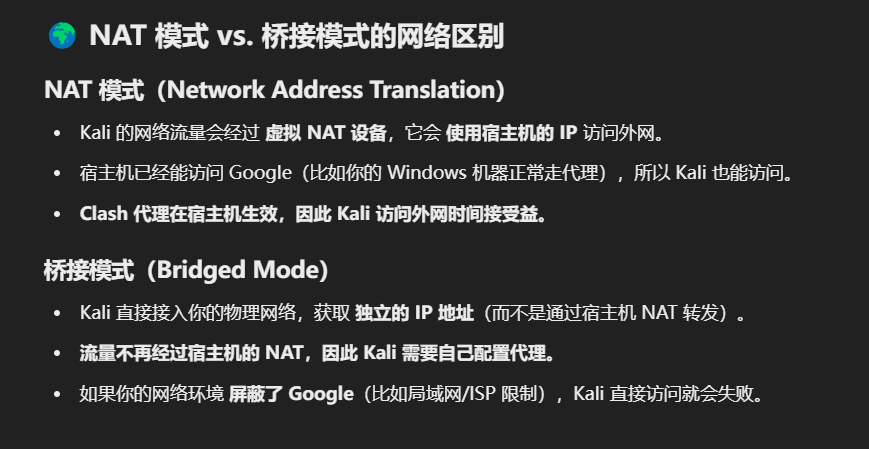 🌍 NAT 模式 vs. 桥接模式的网络区别
NAT 模式（Network Address Translation）
• Kali 的网络流量会经过 虚拟 NAT 设备，它会 使用宿主机的 IP 访问外网。
• 宿主机已经能访问 Google（比如你的 Windows 机器正常走代理），所以 Kali 也能访问。
• Clash 代理在宿主机生效，因此 Kali 访问外网时间接受益。
桥接模式（Bridged Mode）
• Kali 直接接入你的物理网络，获取 独立的 IP 地址（而不是通过宿主机 NAT 转发）。
• 流量不再经过宿主机的 NAT，因此 Kali 需要自己配置代理。
• 如果你的网络环境 屏蔽了 Google（比如局域网/ISP 限制），Kali 直接访问就会失败。